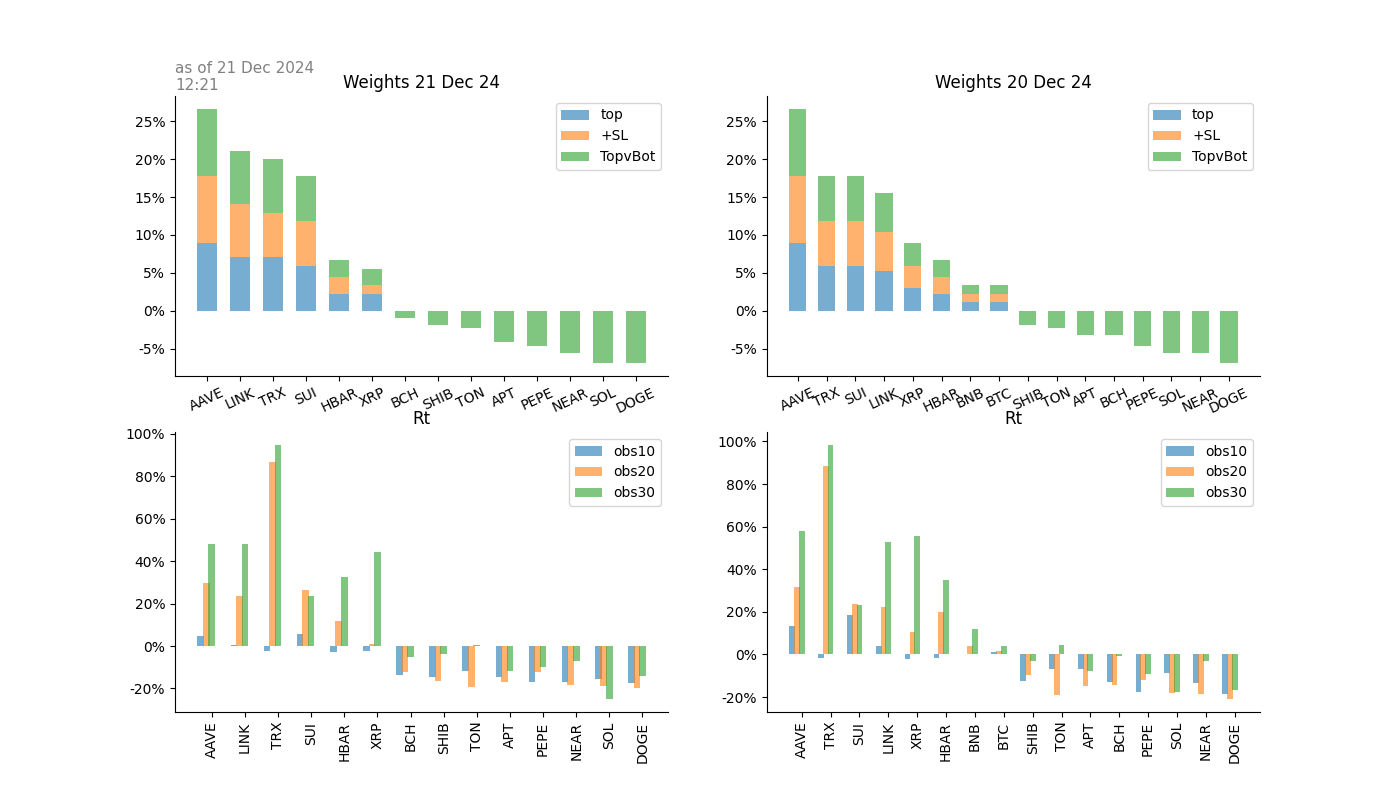 as of 21 Dec 2024
12:21
Weights 21 Dec 24
25%
20%
15%
10%
5%
0%
-5%
top
+SL
TopvBot
AAVE LINK TRX SUI HBAR XRP BCH SHIB TON APT PEPE NEAR SOL DOGE
Weights 20 Dec 24
25%
20%
15%
10%
5%
0%
-5%
top
+SL
TopvBot
AAVE TRX SUI LINK XRP HBAR BNB BTC SHIB TON APT BCH PEPE SOL NEAR DOGE
Rt
100%
80%
60%
40%
20%
0%
-20%
obs10
obs20
obs30
AAVE LINK TRX SUI HBAR XRP BCH SHIB TON APT PEPE NEAR SOL DOGE
Rt
100%
80%
60%
40%
20%
0%
-20%
obs10
obs20
obs30
AAVE TRX SUI LINK XRP HBAR BNB BTC SHIB TON APT BCH PEPE SOL NEAR DOGE